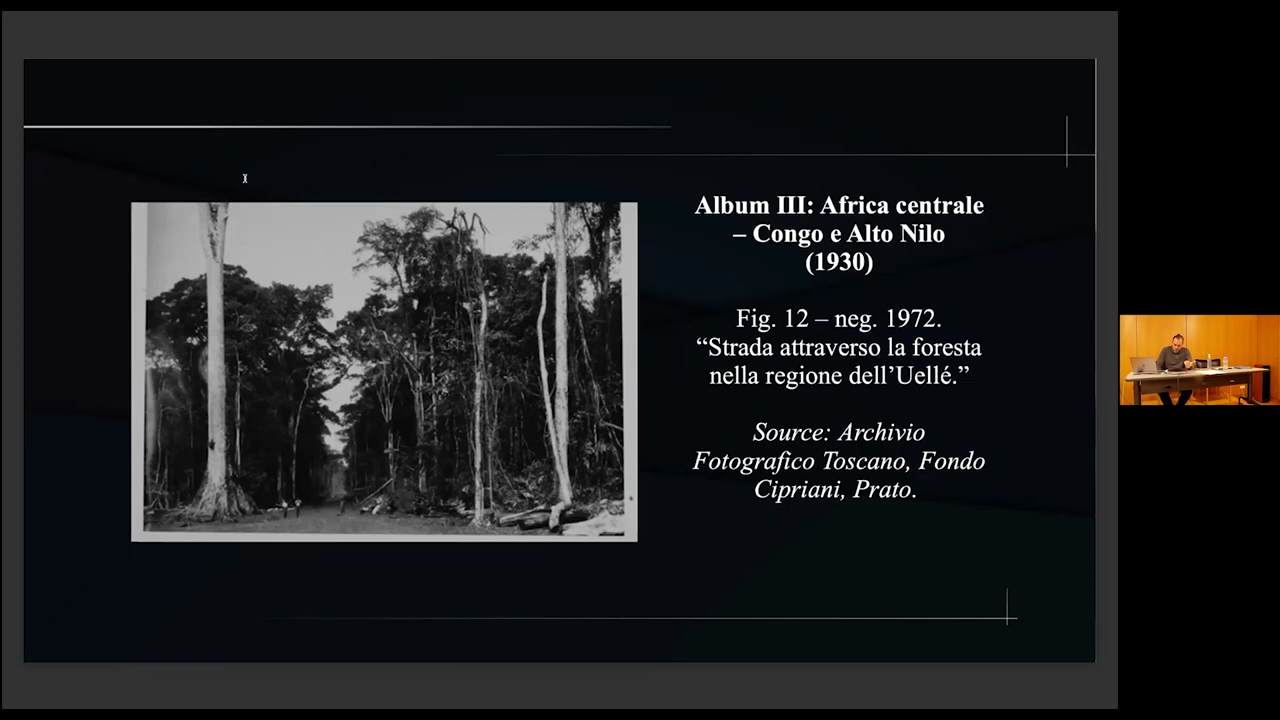 Album III: Africa centrale
– Congo e Alto Nilo
(1930)
Fig. 12 – neg. 1972.
“Strada attraverso la foresta
nella regione dell’Uellé.”
Source: Archivio
Fotografico Toscano, Fondo
Cipriani, Prato.